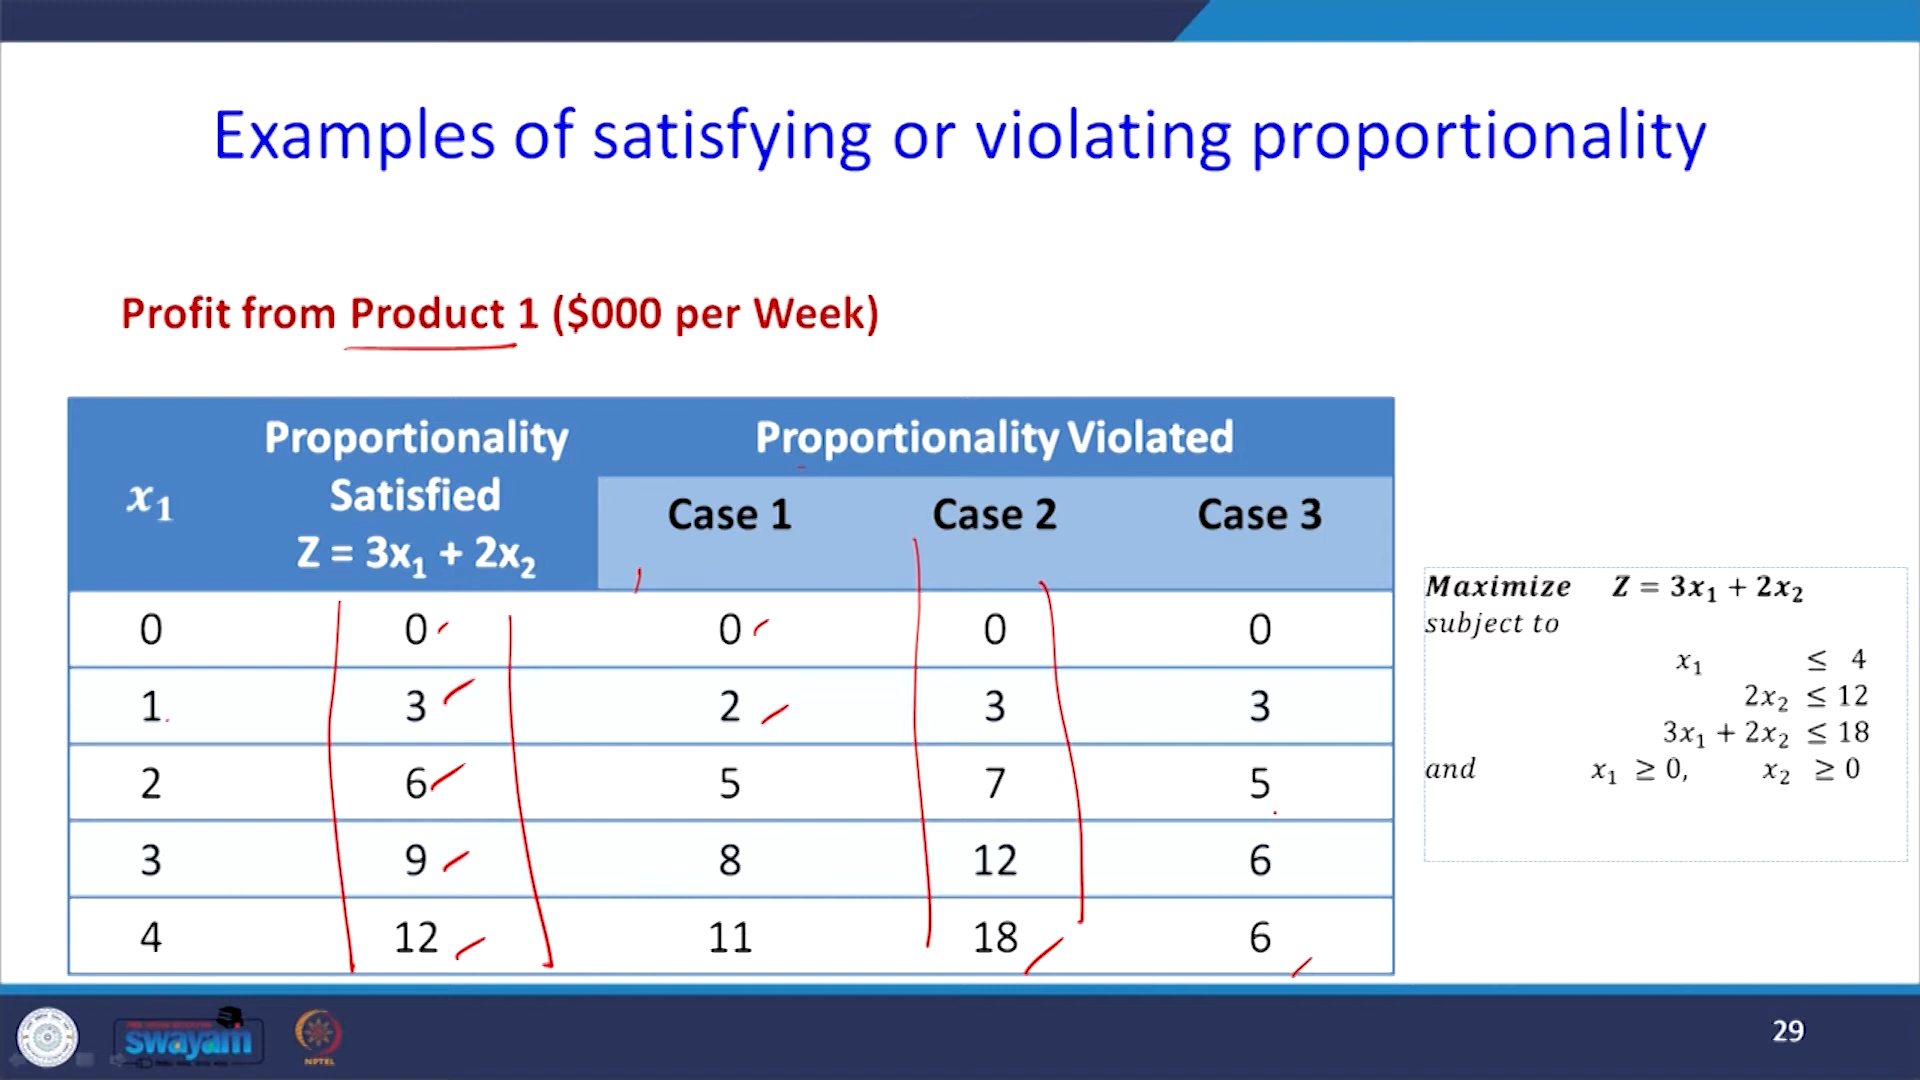 Examples of satisfying or violating proportionality
Profit from Product 1 ($000 per Week)
x₁ Proportionality Satisfied Z = 3x₁ + 2x₂ Proportionality Violated
Case 1 Case 2 Case 3
0 0 0 0 0
1 3 2 3 3
2 6 5 7 5
3 9 8 12 6
4 12 11 18 6
Maximize Z = 3x₁ + 2x₂
subject to
x₁ ≤ 4
2x₂ ≤ 12
3x₁ + 2x₂ ≤ 18
and x₁ ≥ 0, x₂ ≥ 0
swayam
NPTEL
29